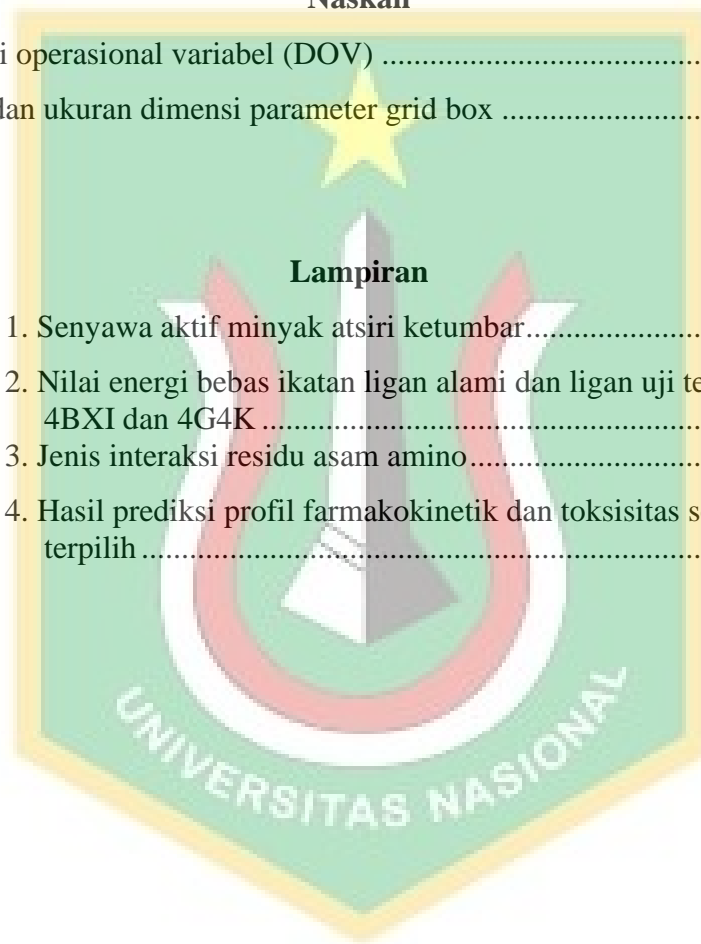 Naskah
i operasional variabel (DOV) ....................................
dan ukuran dimensi parameter grid box ......................
Lampiran
1. Senyawa aktif minyak atsiri ketumbar....................
2. Nilai energi bebas ikatan ligan alami dan ligan uji te
4BXI dan 4G4K ..................................................
3. Jenis interaksi residu asam amino..........................
4. Hasil prediksi profil farmakokinetik dan toksisitas s
terpilih ................................................................
UNIVERSITAS NASIONAL